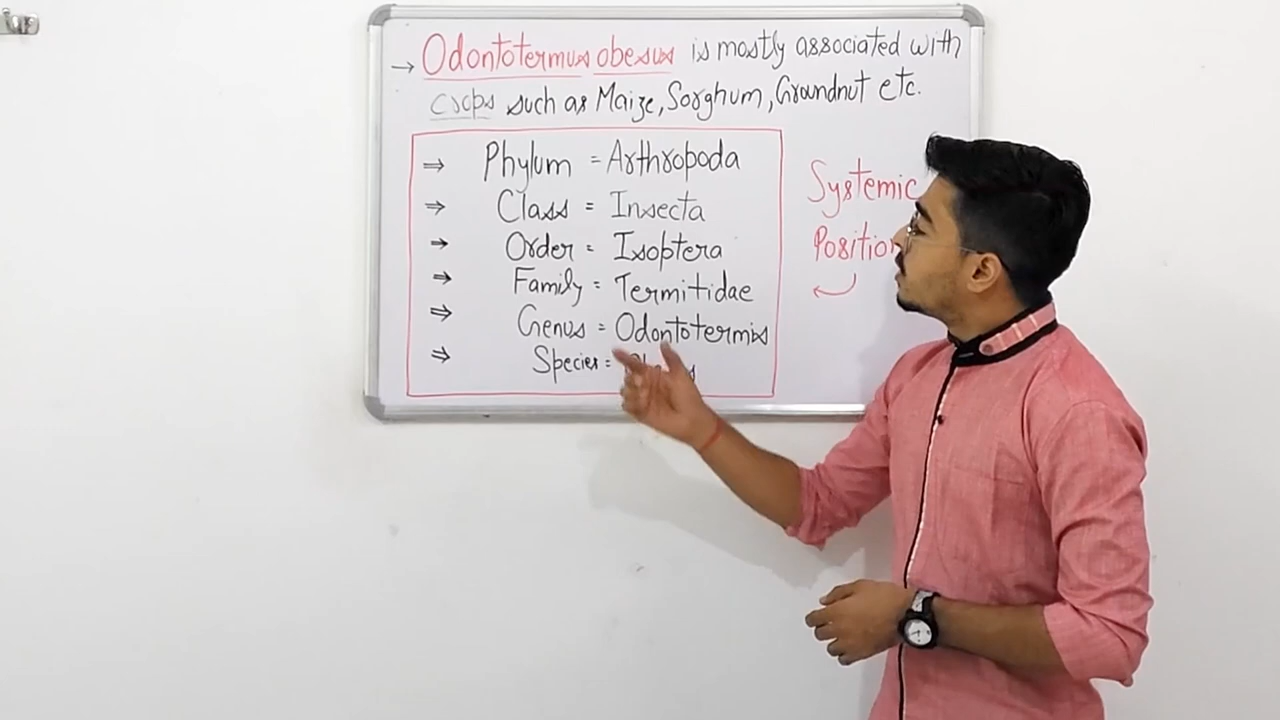 → Odontotermus obesus is mostly associated with
crops such as Maize, Sorghum, Groundnut etc.
⇒ Phylum = Arthropoda
⇒ Class = Insecta
→ Order = Isoptera
⇒ Family = Termitidae
⇒ Genus = Odontotermis
⇒ Species =
Systemic
Position